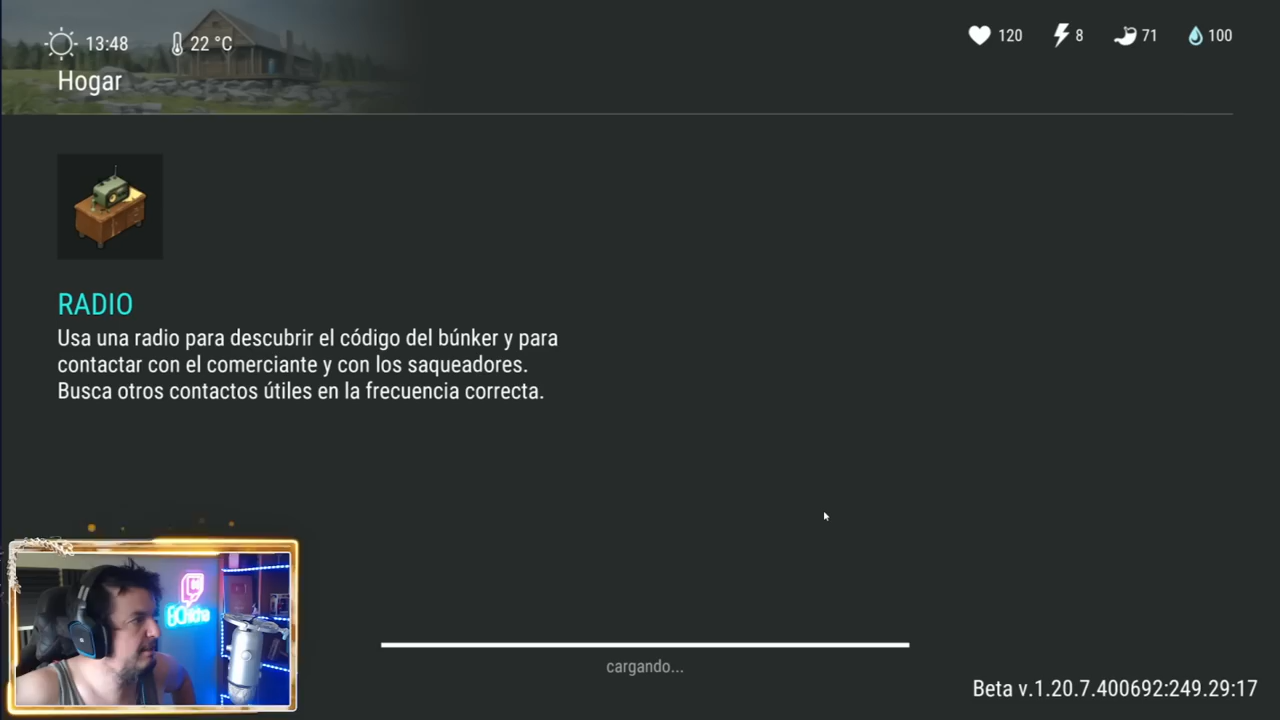 13:48
22 °C
120
8
71
100
Hogar
RADIO
Usa una radio para descubrir el código del búnker y para
contactar con el comerciante y con los saqueadores.
Busca otros contactos útiles en la frecuencia correcta.
cargando...
Beta v.1.20.7.400692:249.29:17